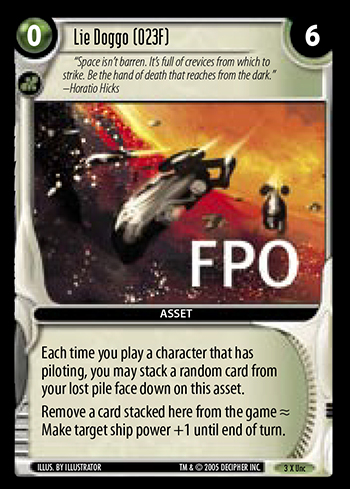 0 Lie Doggo (023F) 6
"Space isn't barren. It's full of crevices from which to
strike. Be the hand of death that reaches from the dark."
–Horatio Hicks
FPO
ASSET
Each time you play a character that has
piloting, you may stack a random card from
your lost pile face down on this asset.
Remove a card stacked here from the game ≈
Make target ship power +1 until end of turn.
ILLUS. BY ILLUSTRATOR TM & © 2005 DECIPHER INC. 3 X Unc